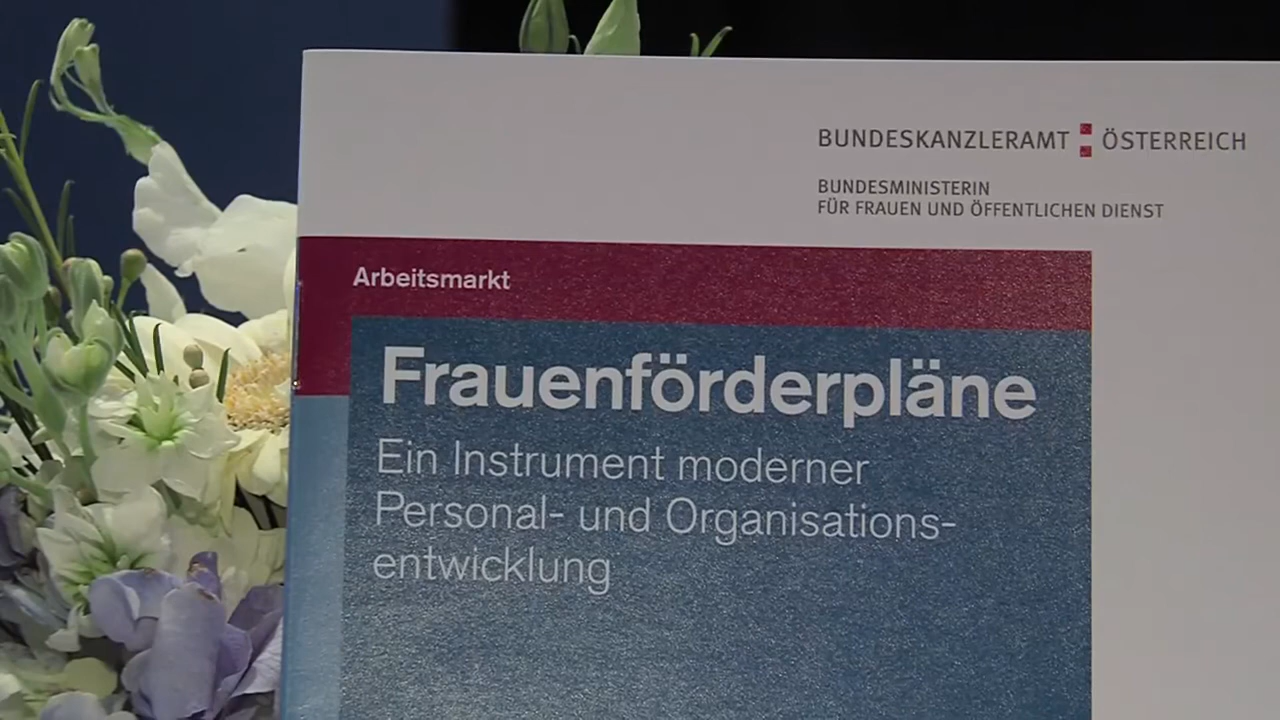 BUNDESKANZLERAMT ÖSTERREICH
BUNDESMINISTERIN
FÜR FRAUEN UND ÖFFENTLICHEN DIENST
Arbeitsmarkt
Frauenförderpläne
Ein Instrument moderner
Personal- und Organisations-
entwicklung